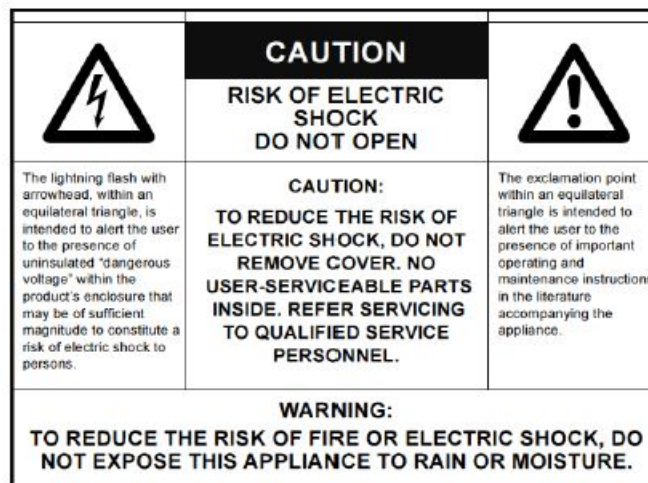 CAUTION
RISK OF ELECTRIC
SHOCK
DO NOT OPEN
The lightning flash with
arrowhead, within an
equilateral triangle, is
intended to alert the user
to the presence of
uninsulated "dangerous
voltage" within the
product's enclosure that
may be of sufficient
magnitude to constitute a
risk of electric shock to
persons.
CAUTION:
TO REDUCE THE RISK OF
ELECTRIC SHOCK, DO NOT
REMOVE COVER. NO
USER-SERVICEABLE PARTS
INSIDE. REFER SERVICING
TO QUALIFIED SERVICE
PERSONNEL.
The exclamation point
within an equilateral
triangle is intended to
alert the user to the
presence of important
operating and
maintenance instructions
in the literature
accompanying the
appliance.
WARNING:
TO REDUCE THE RISK OF FIRE OR ELECTRIC SHOCK, DO
NOT EXPOSE THIS APPLIANCE TO RAIN OR MOISTURE.